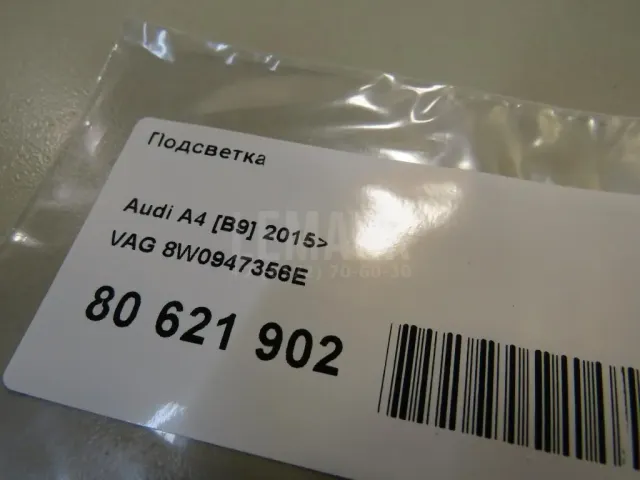 Подсветка
Audi A4 [B9] 2015>
VAG 8W0947356E
80 621 902